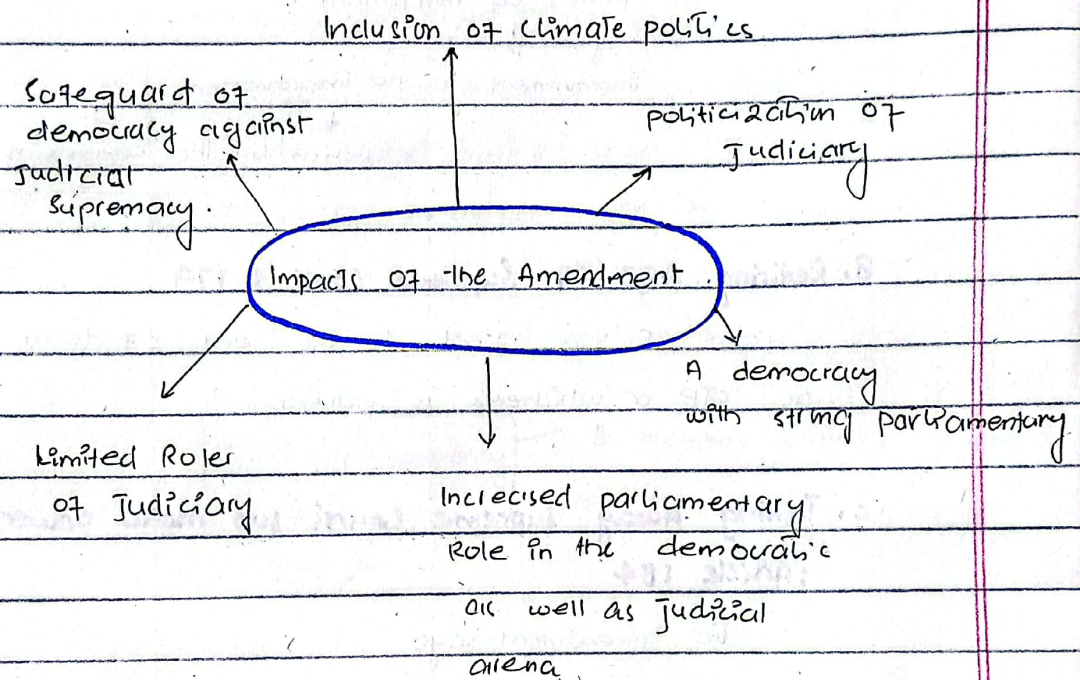 Inclusion of Climate politics
Safeguard of
democracy against
Judicial
Supremacy.
politicization of
Judiciary
Impacts of the Amendment.
A democracy
with strong parliamentary
Limited Roles
of Judiciary
Increased parliamentary
Role in the democratic
as well as judicial
arena